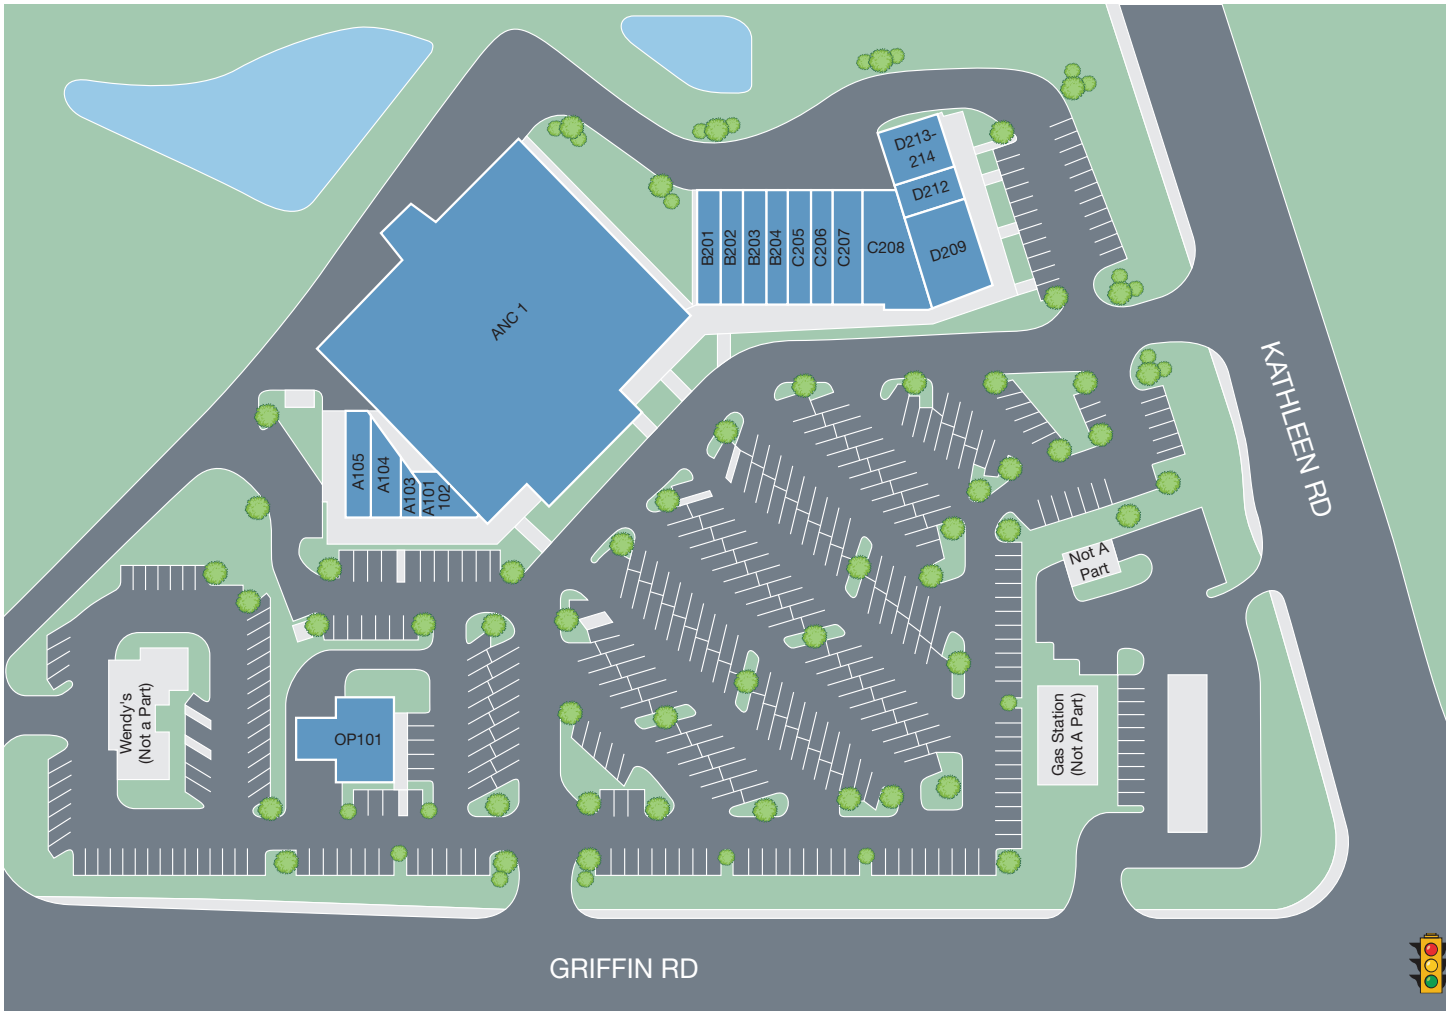 D213-
214
D212
D209
B201
B202
B203
B204
C205
C206
C207
C208
ANC 1
KATHLEEN RD
A105
A104
A103
A101
102
Not A
Part
Wendy's
(Not a Part)
OP101
Gas Station
(Not A Part)
GRIFFIN RD